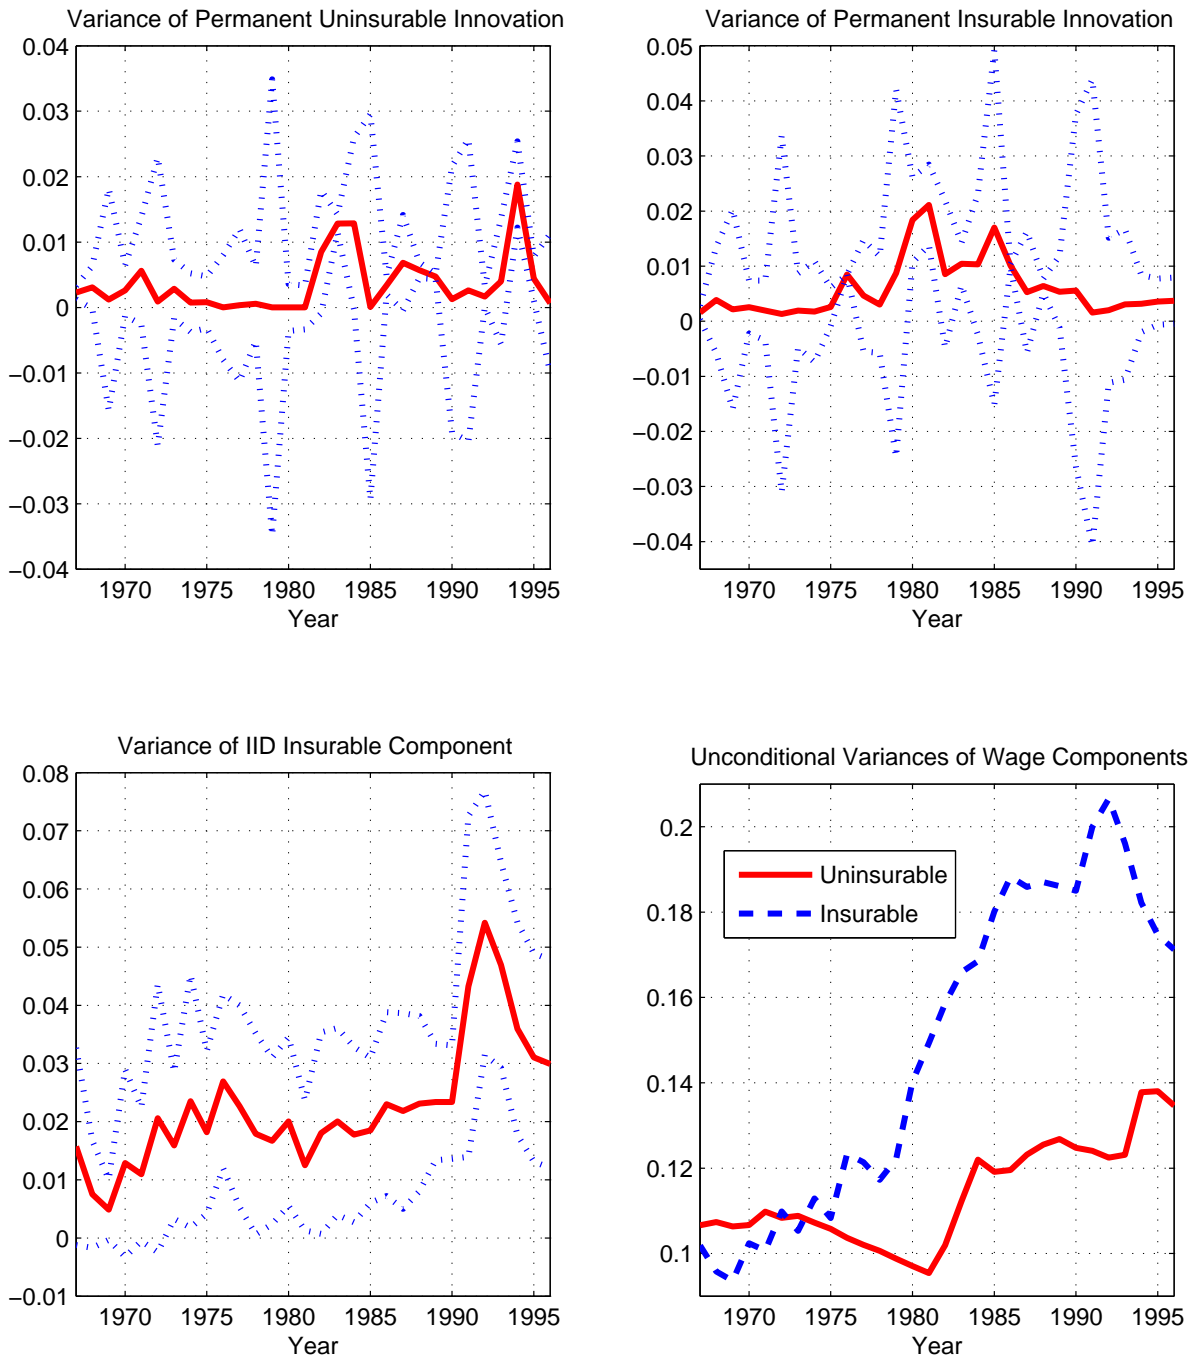 Variance of Permanent Uninsurable Innovation
0.04
0.03
0.02
0.01
0
−0.01
−0.02
−0.03
−0.04
1970 1975 1980 1985 1990 1995
Year
Variance of Permanent Insurable Innovation
0.05
0.04
0.03
0.02
0.01
0
−0.01
−0.02
−0.03
−0.04
1970 1975 1980 1985 1990 1995
Year
Variance of IID Insurable Component
0.08
0.07
0.06
0.05
0.04
0.03
0.02
0.01
0
−0.01
1970 1975 1980 1985 1990 1995
Year
Unconditional Variances of Wage Components
0.2
0.18
0.16
0.14
0.12
0.1
Uninsurable
Insurable
1970 1975 1980 1985 1990 1995
Year